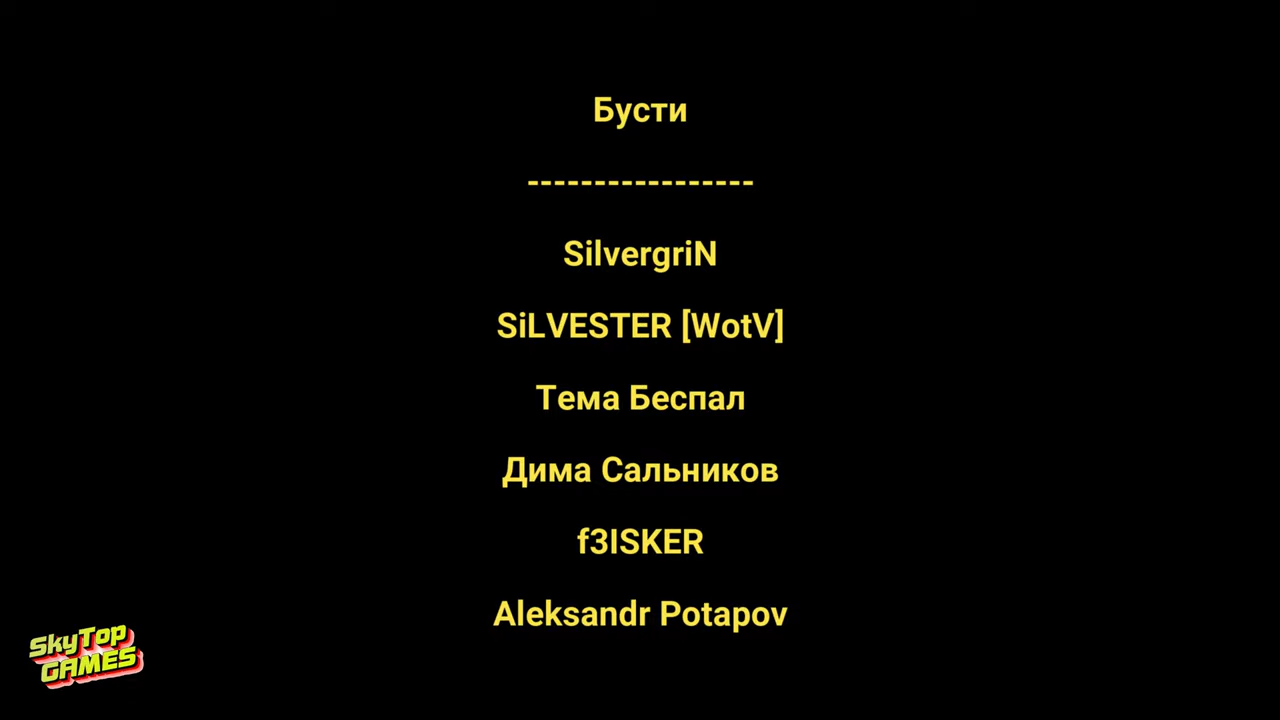 Бусти
-----------------
SilvergriN
SiLVESTER [WotV]
Тема Беспал
Дима Сальников
f3ISKER
Aleksandr Potapov
SkyTop
GAMES